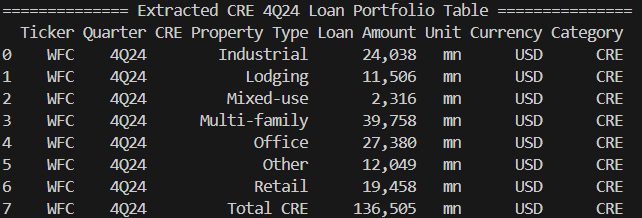 ============== Extracted CRE 4Q24 Loan Portfolio Table ===============
Ticker Quarter CRE Property Type Loan Amount Unit Currency Category
0 WFC 4Q24 Industrial 24,038 mn USD CRE
1 WFC 4Q24 Lodging 11,506 mn USD CRE
2 WFC 4Q24 Mixed-use 2,316 mn USD CRE
3 WFC 4Q24 Multi-family 39,758 mn USD CRE
4 WFC 4Q24 Office 27,380 mn USD CRE
5 WFC 4Q24 Other 12,049 mn USD CRE
6 WFC 4Q24 Retail 19,458 mn USD CRE
7 WFC 4Q24 Total CRE 136,505 mn USD CRE